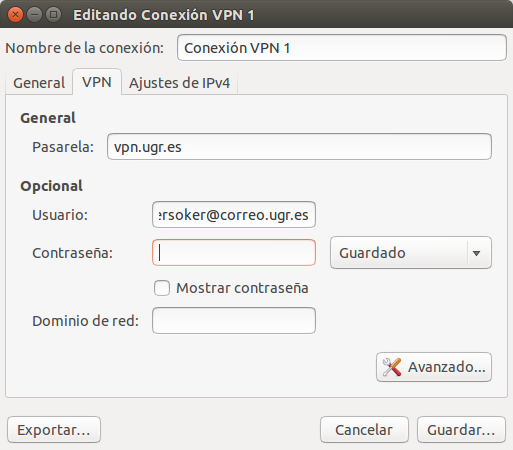 Editando Conexión VPN 1
Nombre de la conexión: Conexión VPN 1
General VPN Ajustes de IPv4
General
Pasarela: vpn.ugr.es
Opcional
Usuario: ersoker@correo.ugr.es
Contraseña: Guardado
Mostrar contraseña
Dominio de red:
Avanzado...
Exportar... Cancelar Guardar...